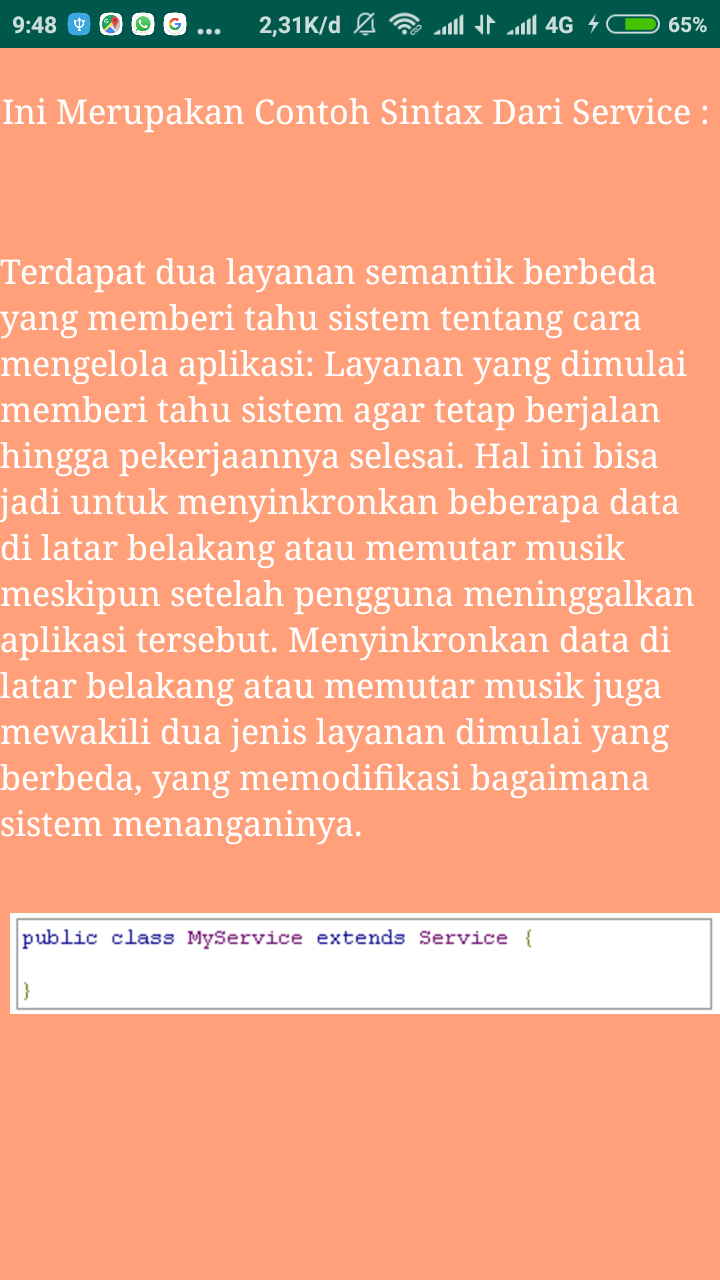 9:48 ... 2,31K/d 4G 65%
Ini Merupakan Contoh Sintax Dari Service :
Terdapat dua layanan semantik berbeda
yang memberi tahu sistem tentang cara
mengelola aplikasi: Layanan yang dimulai
memberi tahu sistem agar tetap berjalan
hingga pekerjaannya selesai. Hal ini bisa
jadi untuk menyinkronkan beberapa data
di latar belakang atau memutar musik
meskipun setelah pengguna meninggalkan
aplikasi tersebut. Menyinkronkan data di
latar belakang atau memutar musik juga
mewakili dua jenis layanan dimulai yang
berbeda, yang memodifikasi bagaimana
sistem menanganinya.
public class MyService extends Service {
}